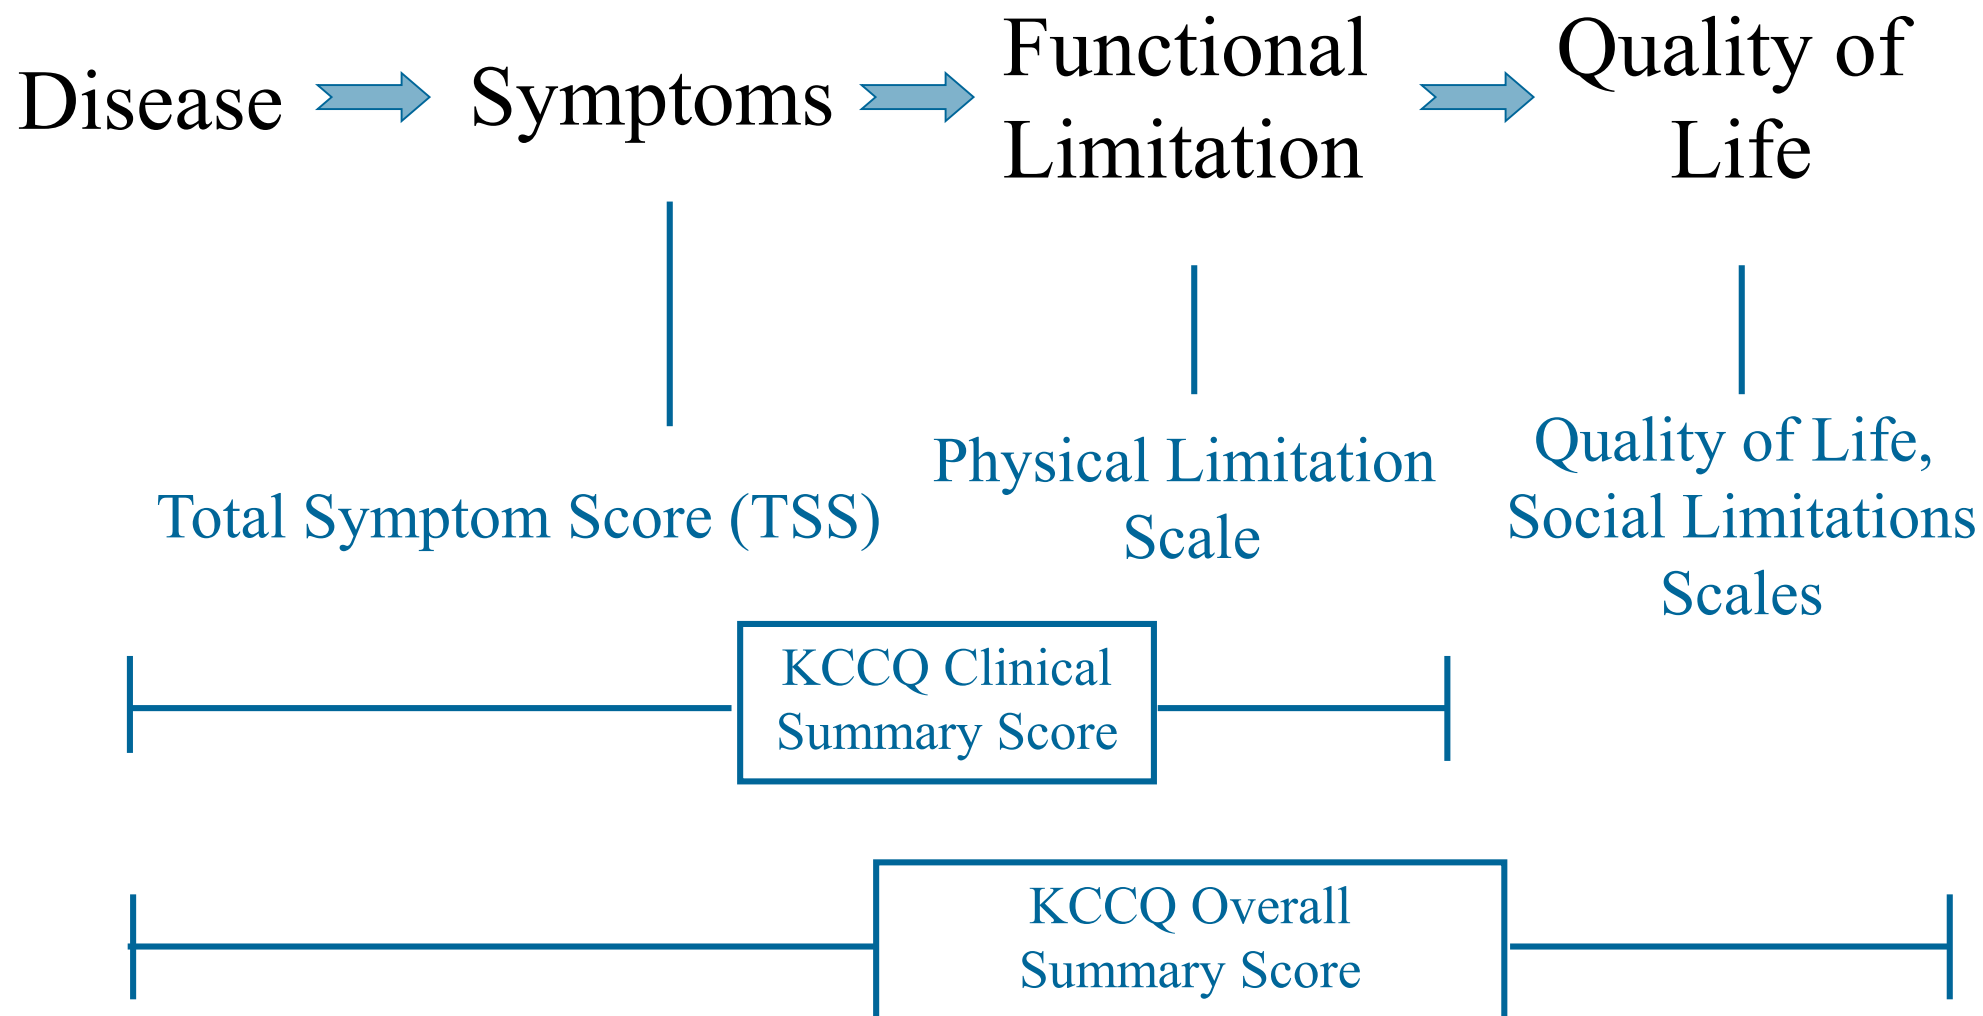 Disease
Symptoms
Functional
Limitation
Quality of
Life
Total Symptom Score (TSS)
Physical Limitation
Scale
Quality of Life,
Social Limitations
Scales
KCCQ Clinical
Summary Score
KCCQ Overall
Summary Score